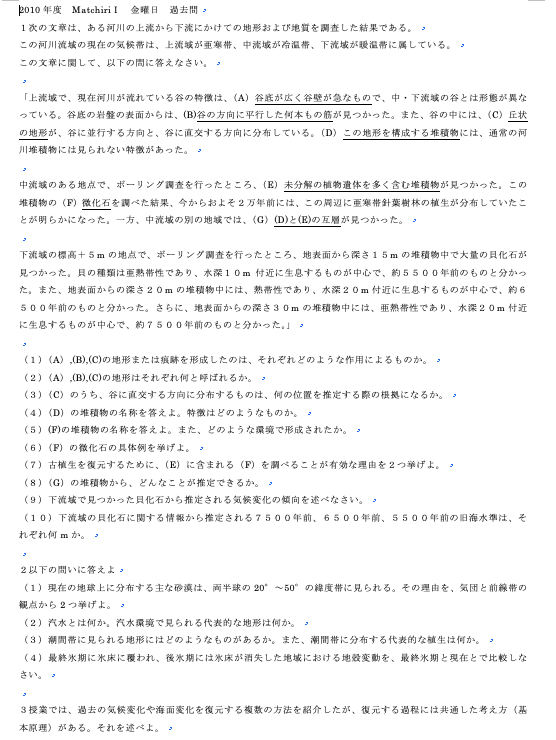 2010 年度　Matchiri I　 金曜日　過去問
１次の文章は、ある河川の上流から下流にかけての地形および地質を調査した結果である。
この河川流域の現在の気候帯は、上流域が亜寒帯、中流域が冷温帯、下流域が暖温帯に属している。
この文章に関して、以下の問に答えなさい。
「上流域で、現在河川が流れている谷の特徴は、（A）谷底が広く谷壁が急なもので、中・下流域の谷とは形態が異な
っている。谷底の岩盤の表面からは、(B)谷の方向に平行した何本もの筋が見つかった。また、谷の中には、（C）丘状
の地形が、谷に並行する方向と、谷に直交する方向に分布している。（D）この地形を構成する堆積物には、通常の河
川堆積物には見られない特徴があった。
中流域のある地点で、ボーリング調査を行ったところ、（E）未分解の植物遺体を多く含む堆積物が見つかった。この
堆積物の（F）微化石を調べた結果、今からおよそ２万年前には、この周辺に亜寒帯針葉樹林の植生が分布していたこ
とが明らかになった。一方、中流域の別の地域では、（G）(D)と(E)の互層が見つかった。
下流域の標高＋５ｍの地点で、ボーリング調査を行ったところ、地表面から深さ１５ｍの堆積物中で大量の貝化石が
見つかった。貝の種類は亜熱帯性であり、水深１０ｍ付近に生息するものが中心で、約５５００年前のものと分かっ
た。また、地表面からの深さ２０ｍの堆積物中には、熱帯性であり、水深２０ｍ付近に生息するものが中心で、約６
５００年前のものと分かった。さらに、地表面からの深さ３０ｍの堆積物中には、亜熱帯性であり、水深２０ｍ付近
に生息するものが中心で、約７５００年前のものと分かった。」
（１）（A）,(B),(C)の地形または痕跡を形成したのは、それぞれどのような作用によるものか。
（２）（A）,(B),(C)の地形はそれぞれ何と呼ばれるか。
（３）（C）のうち、谷に直交する方向に分布するものは、何の位置を推定する際の根拠になるか。
（４）（D）の堆積物の名称を答えよ。特徴はどのようなものか。
（５）(F)の堆積物の名称を答えよ。また、どのような環境で形成されたか。
（６）（F）の微化石の具体例を挙げよ。
（７）古植生を復元するために、（E）に含まれる（F）を調べることが有効な理由を２つ挙げよ。
（８）（G）の堆積物から、どんなことが推定できるか。
（９）下流域で見つかった貝化石から推定される気候変化の傾向を述べなさい。
（１０）下流域の貝化石に関する情報から推定される７５００年前、６５００年前、５５００年前の旧海水準は、そ
れぞれ何 m か。
２以下の問いに答えよ
（１）現在の地球上に分布する主な砂漠は、両半球の 20°～50°の緯度帯に見られる。その理由を、気団と前線帯の
観点から２つ挙げよ。
（２）汽水とは何か。汽水環境で見られる代表的な地形は何か。
（３）潮間帯に見られる地形にはどのようなものがあるか。また、潮間帯に分布する代表的な植生は何か。
（４）最終氷期に氷床に覆われ、後氷期には氷床が消失した地域における地殻変動を、最終氷期と現在とで比較しな
さい。
３授業では、過去の気候変化や海面変化を復元する複数の方法を紹介したが、復元する過程には共通した考え方（基
本原理）がある。それを述べよ。